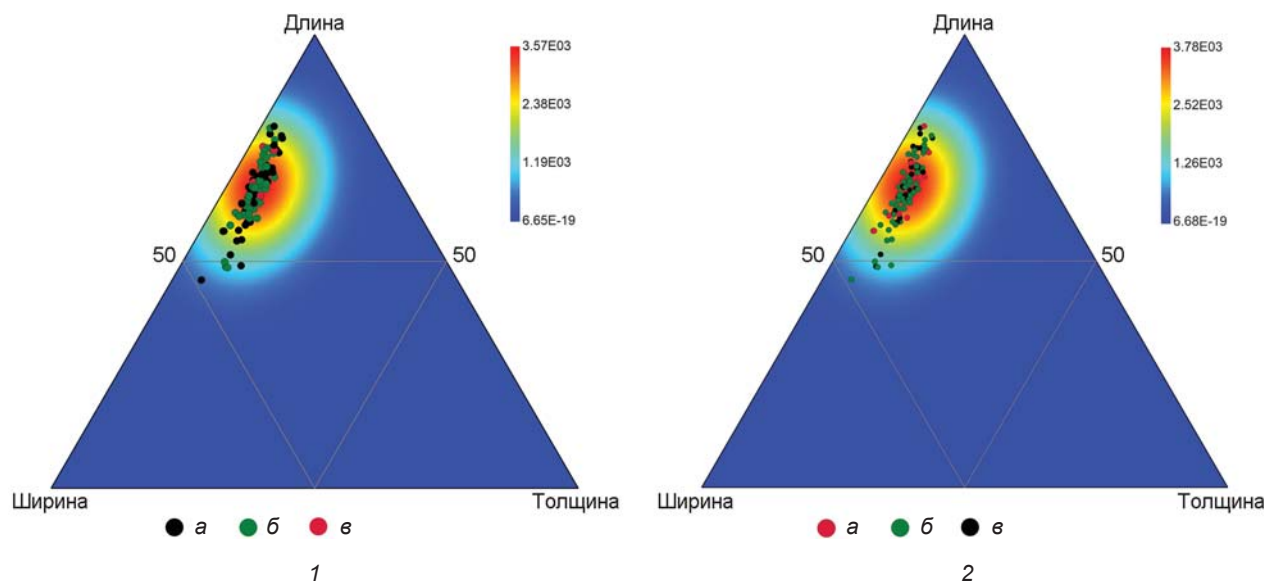 Длина
3.57E03
2.38E03
1.19E03
6.65E-19
50 50
Ширина Толщина
а б в
1
Длина
3.78E03
2.52E03
1.26E03
6.68E-19
50 50
Ширина Толщина
а б в
2